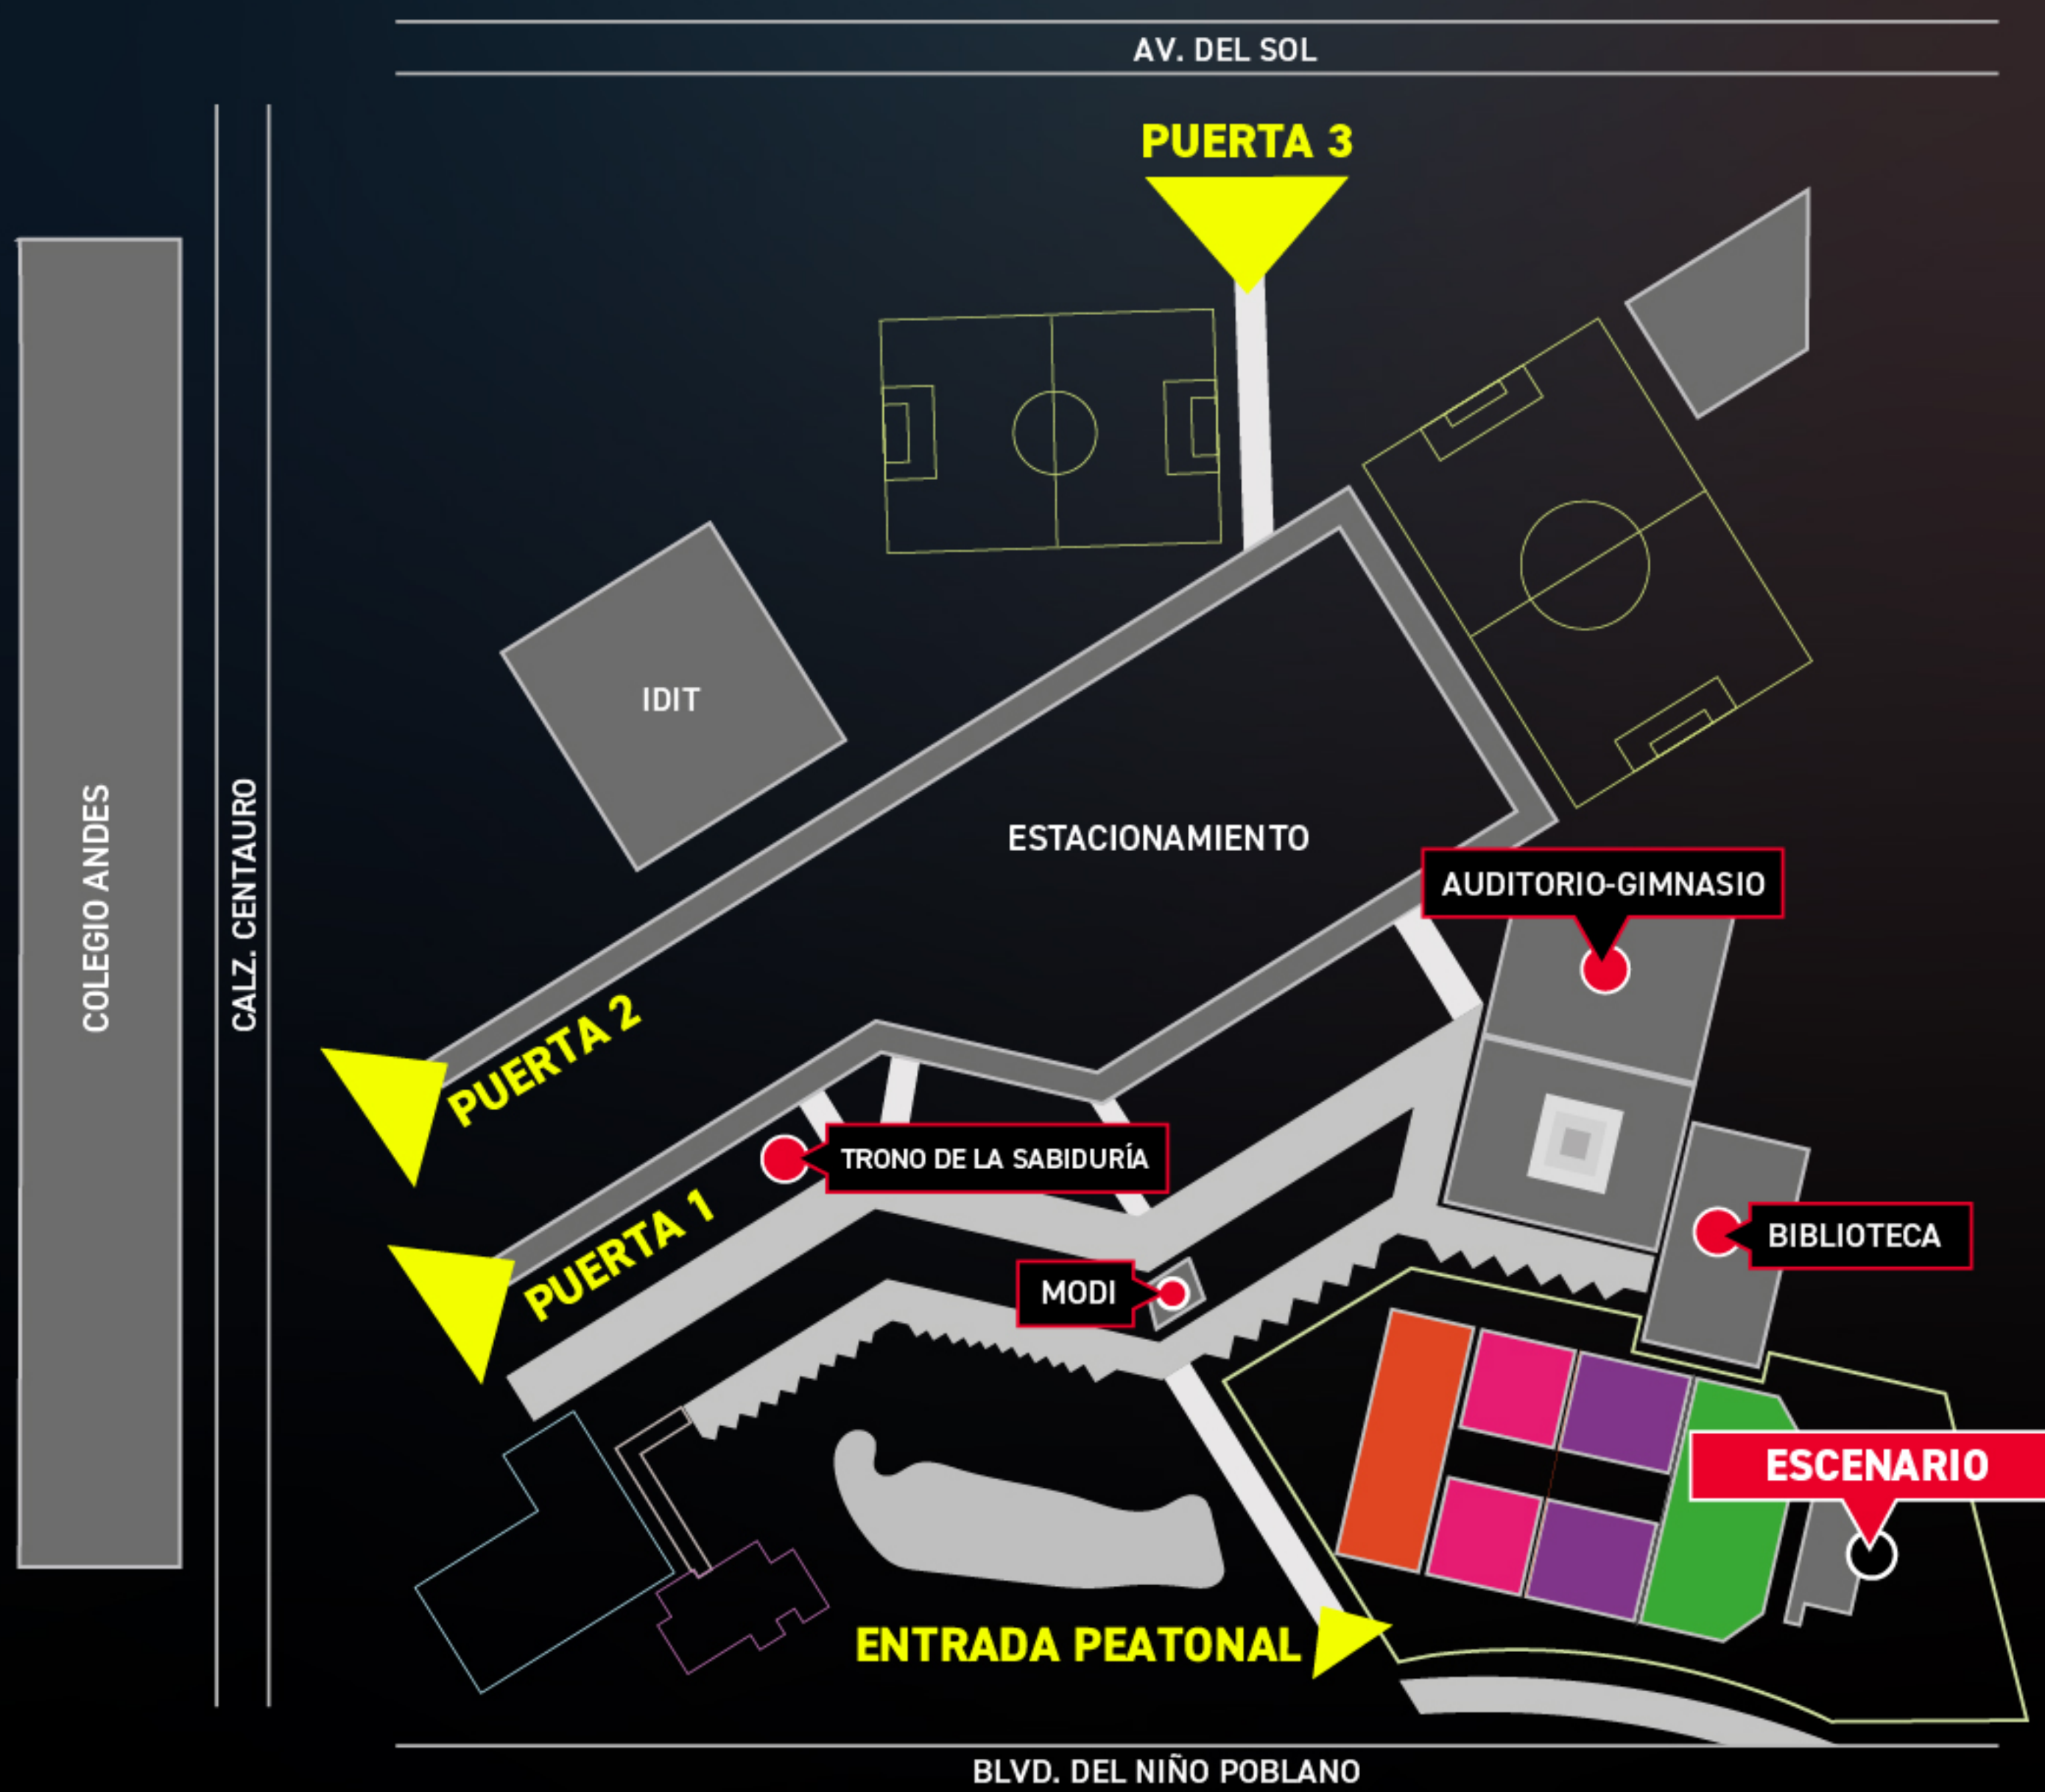 AV. DEL SOL
PUERTA 3
IDIT
COLEGIO ANDES
CALZ. CENTAURO
ESTACIONAMIENTO
AUDITORIO-GIMNASIO
PUERTA 2
TRONO DE LA SABIDURÍA
PUERTA 1
BIBLIOTECA
MODI
ESCENARIO
ENTRADA PEATONAL
BLVD. DEL NIÑO POBLANO